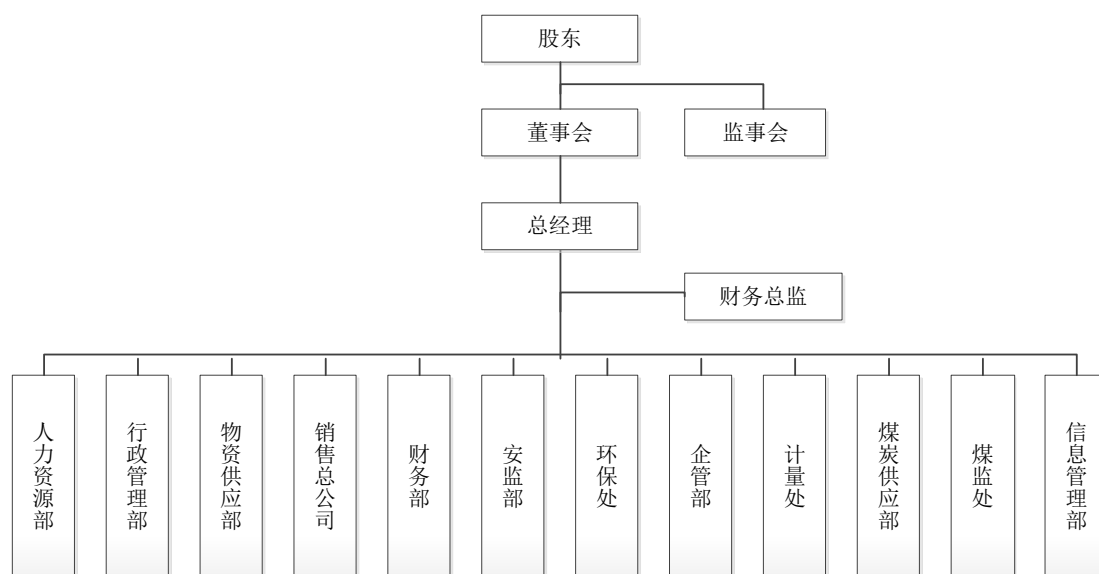 股东
董事会
监事会
总经理
财务总监
人力资源部
行政管理部
物资供应部
销售总公司
财务部
安监部
环保处
企管部
计量处
煤炭供应部
煤监处
信息管理部